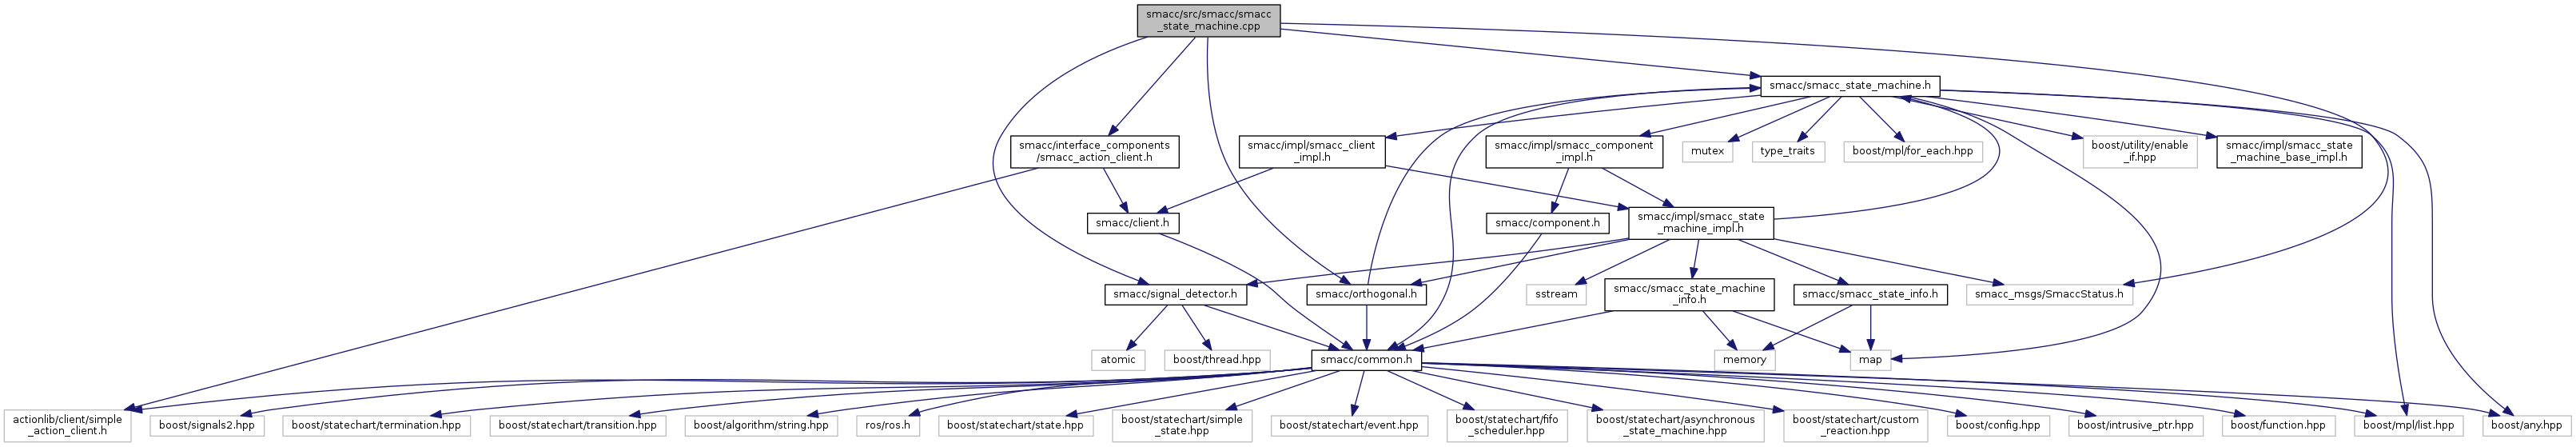 smacc/src/smacc/smacc
_state_machine.cpp
smacc/smacc_state_machine.h
smacc/interface_components
/smacc_action_client.h
smacc/impl/smacc_client
_impl.h
smacc/impl/smacc_component
_impl.h
mutex
type_traits
boost/mpl/for_each.hpp
boost/utility/enable
_if.hpp
smacc/impl/smacc_state
_machine_base_impl.h
smacc/client.h
smacc/component.h
smacc/impl/smacc_state
_machine_impl.h
smacc/signal_detector.h
smacc/orthogonal.h
sstream
smacc/smacc_state_machine
_info.h
smacc/smacc_state_info.h
smacc_msgs/SmaccStatus.h
atomic
boost/thread.hpp
smacc/common.h
memory
map
actionlib/client/simple
_action_client.h
boost/signals2.hpp
boost/statechart/termination.hpp
boost/statechart/transition.hpp
boost/algorithm/string.hpp
ros/ros.h
boost/statechart/state.hpp
boost/statechart/simple
_state.hpp
boost/statechart/event.hpp
boost/statechart/fifo
_scheduler.hpp
boost/statechart/asynchronous
_state_machine.hpp
boost/statechart/custom
_reaction.hpp
boost/config.hpp
boost/intrusive_ptr.hpp
boost/function.hpp
boost/mpl/list.hpp
boost/any.hpp